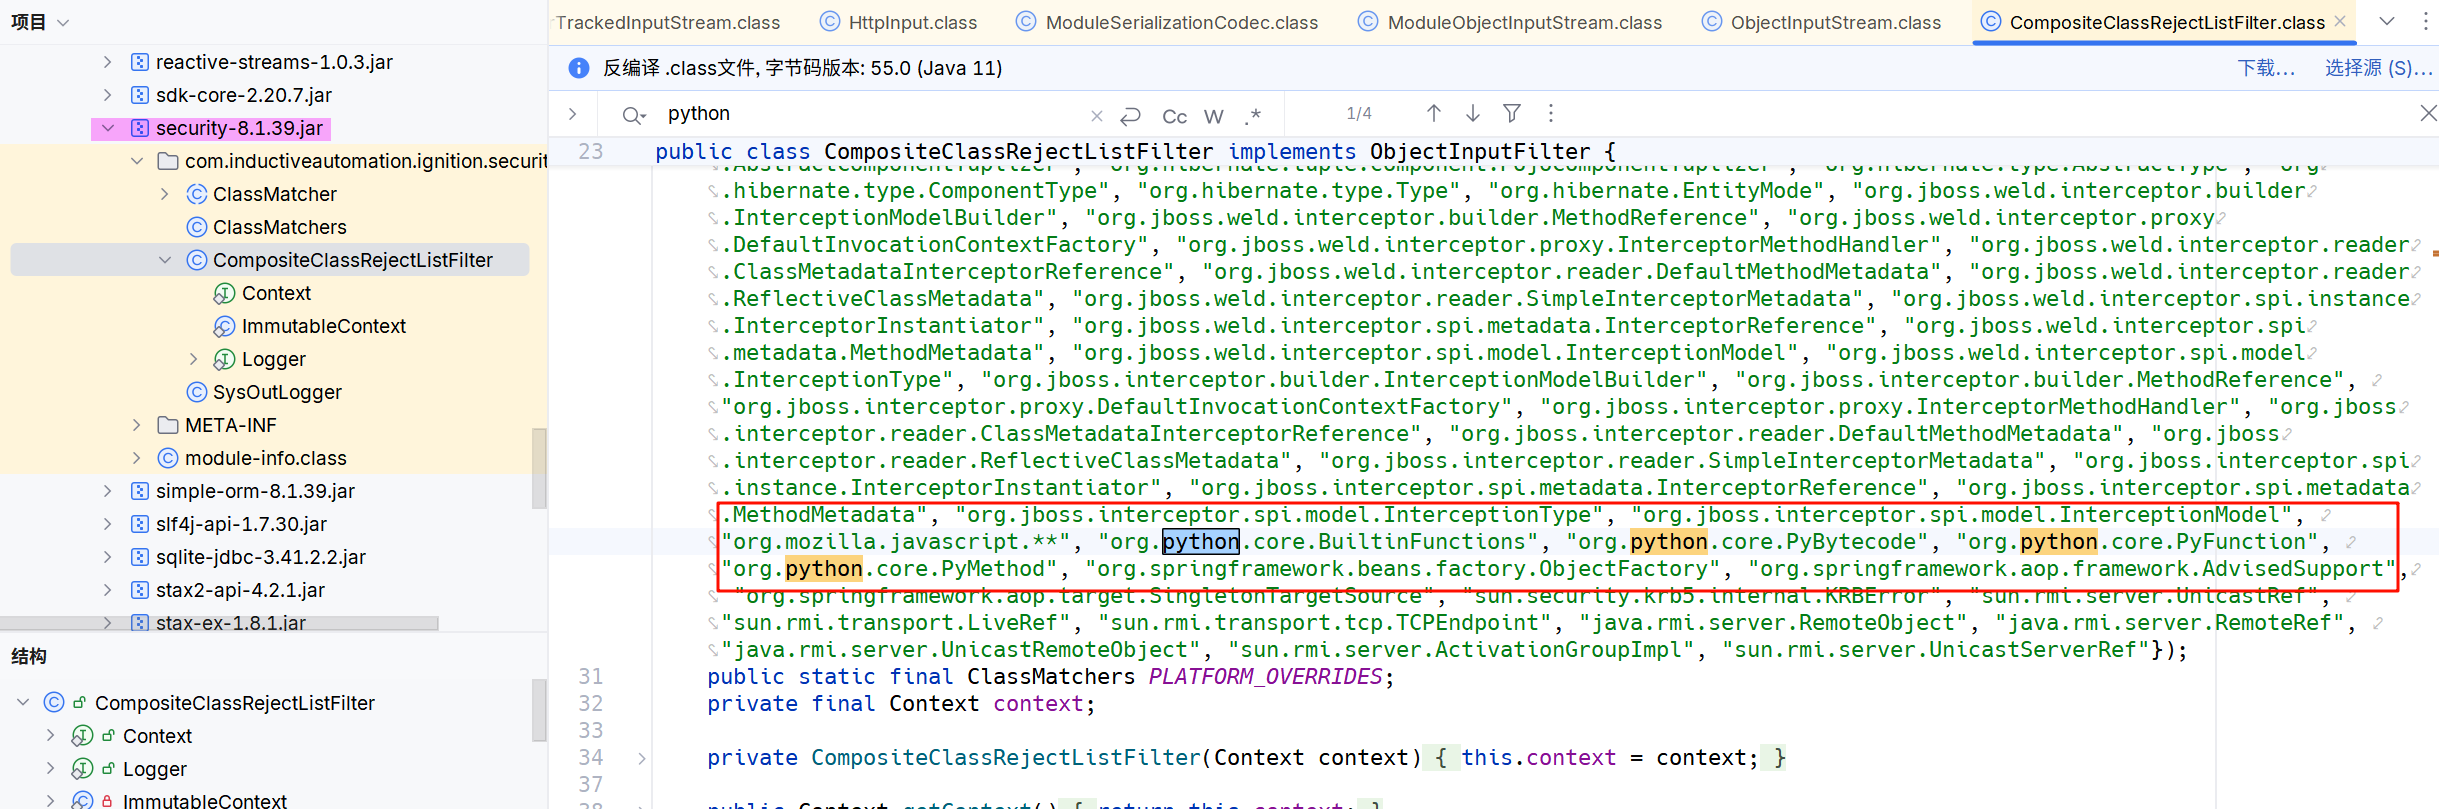 项目
reactive-streams-1.0.3.jar
sdk-core-2.20.7.jar
security-8.1.39.jar
com.inductiveautomation.ignition.securit
ClassMatcher
ClassMatchers
CompositeClassRejectListFilter
Context
ImmutableContext
Logger
SysOutLogger
META-INF
module-info.class
simple-orm-8.1.39.jar
slf4j-api-1.7.30.jar
sqlite-jdbc-3.41.2.2.jar
stax2-api-4.2.1.jar
stax-ex-1.8.1.jar
结构
CompositeClassRejectListFilter
Context
Logger
ImmutableContext
TrackedInputStream.class HttpInput.class ModuleSerializationCodec.class ModuleObjectInputStream.class ObjectInputStream.class CompositeClassRejectListFilter.class
反编译 .class文件, 字节码版本: 55.0 (Java 11) 下载... 选择源 (S)...
python Cc W .* 1/4
23 public class CompositeClassRejectListFilter implements ObjectInputFilter {
.AbstractComponentTuplizer", "org.hibernate.tuple.component.PojoComponentTuplizer", "org.hibernate.type.AbstractType", "org
.hibernate.type.ComponentType", "org.hibernate.type.Type", "org.hibernate.EntityMode", "org.jboss.weld.interceptor.builder
.InterceptionModelBuilder", "org.jboss.weld.interceptor.builder.MethodReference", "org.jboss.weld.interceptor.proxy
.DefaultInvocationContextFactory", "org.jboss.weld.interceptor.proxy.InterceptorMethodHandler", "org.jboss.weld.interceptor.reader
.ClassMetadataInterceptorReference", "org.jboss.weld.interceptor.reader.DefaultMethodMetadata", "org.jboss.weld.interceptor.reader
.ReflectiveClassMetadata", "org.jboss.weld.interceptor.reader.SimpleInterceptorMetadata", "org.jboss.weld.interceptor.spi.instance
.InterceptorInstantiator", "org.jboss.weld.interceptor.spi.metadata.InterceptorReference", "org.jboss.weld.interceptor.spi
.metadata.MethodMetadata", "org.jboss.weld.interceptor.spi.model.InterceptionModel", "org.jboss.weld.interceptor.spi.model
.InterceptionType", "org.jboss.interceptor.builder.InterceptionModelBuilder", "org.jboss.interceptor.builder.MethodReference",
"org.jboss.interceptor.proxy.DefaultInvocationContextFactory", "org.jboss.interceptor.proxy.InterceptorMethodHandler", "org.jboss
.interceptor.reader.ClassMetadataInterceptorReference", "org.jboss.interceptor.reader.DefaultMethodMetadata", "org.jboss
.interceptor.reader.ReflectiveClassMetadata", "org.jboss.interceptor.reader.SimpleInterceptorMetadata", "org.jboss.interceptor.spi
.instance.InterceptorInstantiator", "org.jboss.interceptor.spi.metadata.InterceptorReference", "org.jboss.interceptor.spi.metadata
.MethodMetadata", "org.jboss.interceptor.spi.model.InterceptionType", "org.jboss.interceptor.spi.model.InterceptionModel",
"org.mozilla.javascript.**", "org.python.core.BuiltinFunctions", "org.python.core.PyBytecode", "org.python.core.PyFunction",
"org.python.core.PyMethod", "org.springframework.beans.factory.ObjectFactory", "org.springframework.aop.framework.AdvisedSupport",
"org.springframework.aop.target.SingletonTargetSource", "sun.security.krb5.internal.KRBError", "sun.rmi.server.UnicastRef",
"sun.rmi.transport.LiveRef", "sun.rmi.transport.tcp.TCPEndpoint", "java.rmi.server.RemoteObject", "java.rmi.server.RemoteRef",
"java.rmi.server.UnicastRemoteObject", "sun.rmi.server.ActivationGroupImpl", "sun.rmi.server.UnicastServerRef"});
31 public static final ClassMatchers PLATFORM_OVERRIDES;
32 private final Context context;
33
34 private CompositeClassRejectListFilter(Context context) { this.context = context; }
37
38 public Context getContext() { return this.context; }